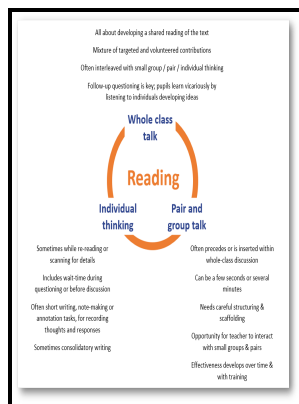 All about developing a shared reading of the text
Mixture of targeted and volunteered contributions
Often interleaved with small group / pair / individual thinking
Follow-up questioning is key; pupils learn vicariously by
listening to individuals developing ideas
Whole class
talk
Reading
Individual
thinking
Pair and
group talk
Sometimes while re-reading or
scanning for details
Includes wait-time during
questioning or before discussion
Often short writing, note-making or
annotation tasks, for recording
thoughts and responses
Sometimes consolidatory writing
Often precedes or is inserted within
whole-class discussion
Can be a few seconds or several
minutes
Needs careful structuring &
scaffolding
Opportunity for teacher to interact
with small groups & pairs
Effectiveness develops over time &
with training